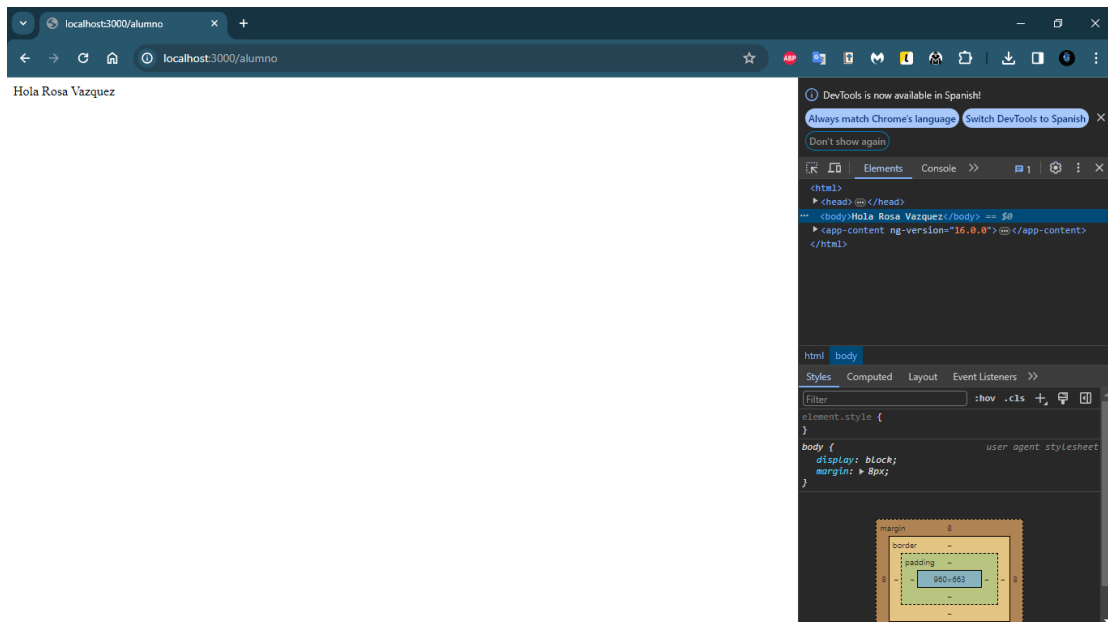 localhost:3000/alumno
localhost:3000/alumno
ABP
Hola Rosa Vazquez
DevTools is now available in Spanish!
Always match Chrome's language
Switch DevTools to Spanish
Don't show again
Elements Console 1
<html>
<head> </head>
<body>Hola Rosa Vazquez</body> == $0
<app-content ng-version="16.0.0"> </app-content>
</html>
html body
Styles Computed Layout Event Listeners
Filter :hov .cls
element.style {
}
body { user agent stylesheet
display: block;
margin: 8px;
}
margin 8
border -
padding -
8 - - 960×663 - - 8
-
-